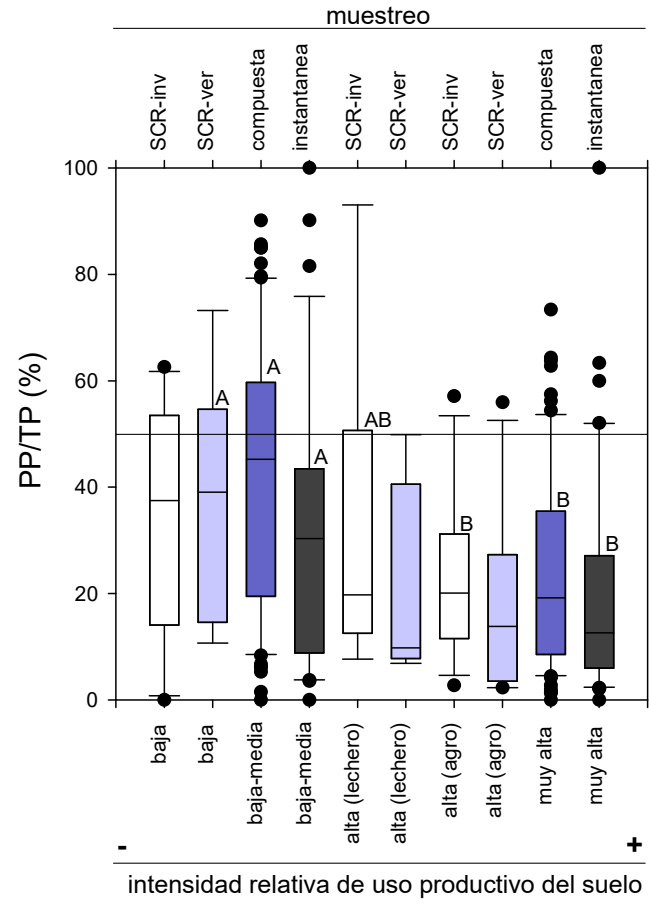 muestreo
SCR-inv
SCR-ver
compuesta
instantanea
SCR-inv
SCR-ver
SCR-inv
SCR-ver
compuesta
instantanea
PP/TP (%)
100
80
60
40
20
0
A
A
A
AB
B
B
B
baja
baja
baja-media
baja-media
alta (lechero)
alta (lechero)
alta (agro)
alta (agro)
muy alta
muy alta
- +
intensidad relativa de uso productivo del suelo